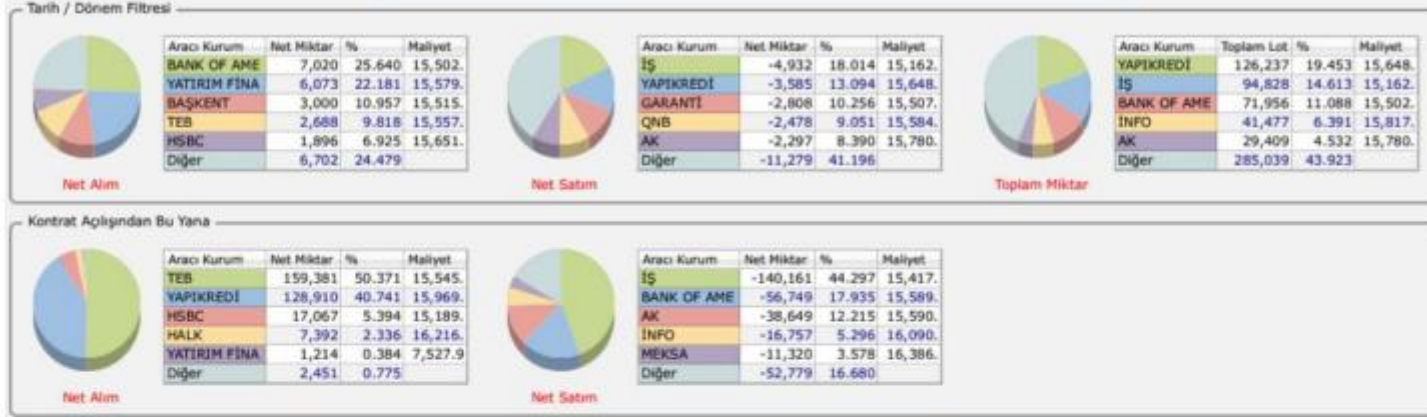 Tarih / Dönem Filtresi
Aracı Kurum Net Miktar % Maliyet
BANK OF AME 7,020 25.640 15,502.
YATIRIM FİNA 6,073 22.181 15,579.
BAŞKENT 3,000 10.957 15,515.
TEB 2,688 9.818 15,557.
HSBC 1,896 6.925 15,651.
Diğer 6,702 24.479
Net Alım
Aracı Kurum Net Miktar % Maliyet
İŞ -4,932 18.014 15,162.
YAPIKREDİ -3,585 13.094 15,648.
GARANTİ -2,808 10.256 15,507.
QNB -2,478 9.051 15,584.
AK -2,297 8.390 15,780.
Diğer -11,279 41.196
Net Satım
Aracı Kurum Toplam Lot % Maliyet
YAPIKREDİ 126,237 19.453 15,648.
İŞ 94,828 14.613 15,162.
BANK OF AME 71,956 11.088 15,502.
İNFO 41,477 6.391 15,817.
AK 29,409 4.532 15,780.
Diğer 285,039 43.923
Toplam Miktar
Kontrat Açılışından Bu Yana
Aracı Kurum Net Miktar % Maliyet
TEB 159,381 50.371 15,545.
YAPIKREDİ 128,910 40.741 15,969.
HSBC 17,067 5.394 15,189.
HALK 7,392 2.336 16,216.
YATIRIM FİNA 1,214 0.384 7,527.9
Diğer 2,451 0.775
Net Alım
Aracı Kurum Net Miktar % Maliyet
İŞ -140,161 44.297 15,417.
BANK OF AME -56,749 17.935 15,589.
AK -38,649 12.215 15,590.
İNFO -16,757 5.296 16,090.
MEKSA -11,320 3.578 16,386.
Diğer -52,779 16.680
Net Satım